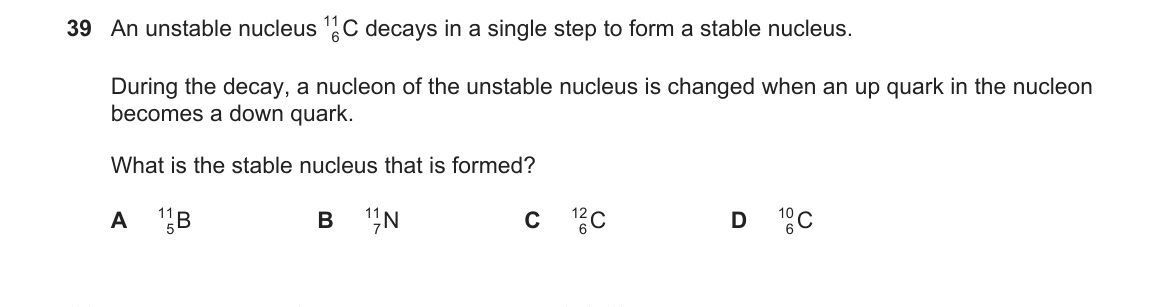 39 An unstable nucleus ¹¹₆C decays in a single step to form a stable nucleus.
During the decay, a nucleon of the unstable nucleus is changed when an up quark in the nucleon
becomes a down quark.
What is the stable nucleus that is formed?
A ¹¹₅B B ¹¹₇N C ¹²₆C D ¹⁰₆C